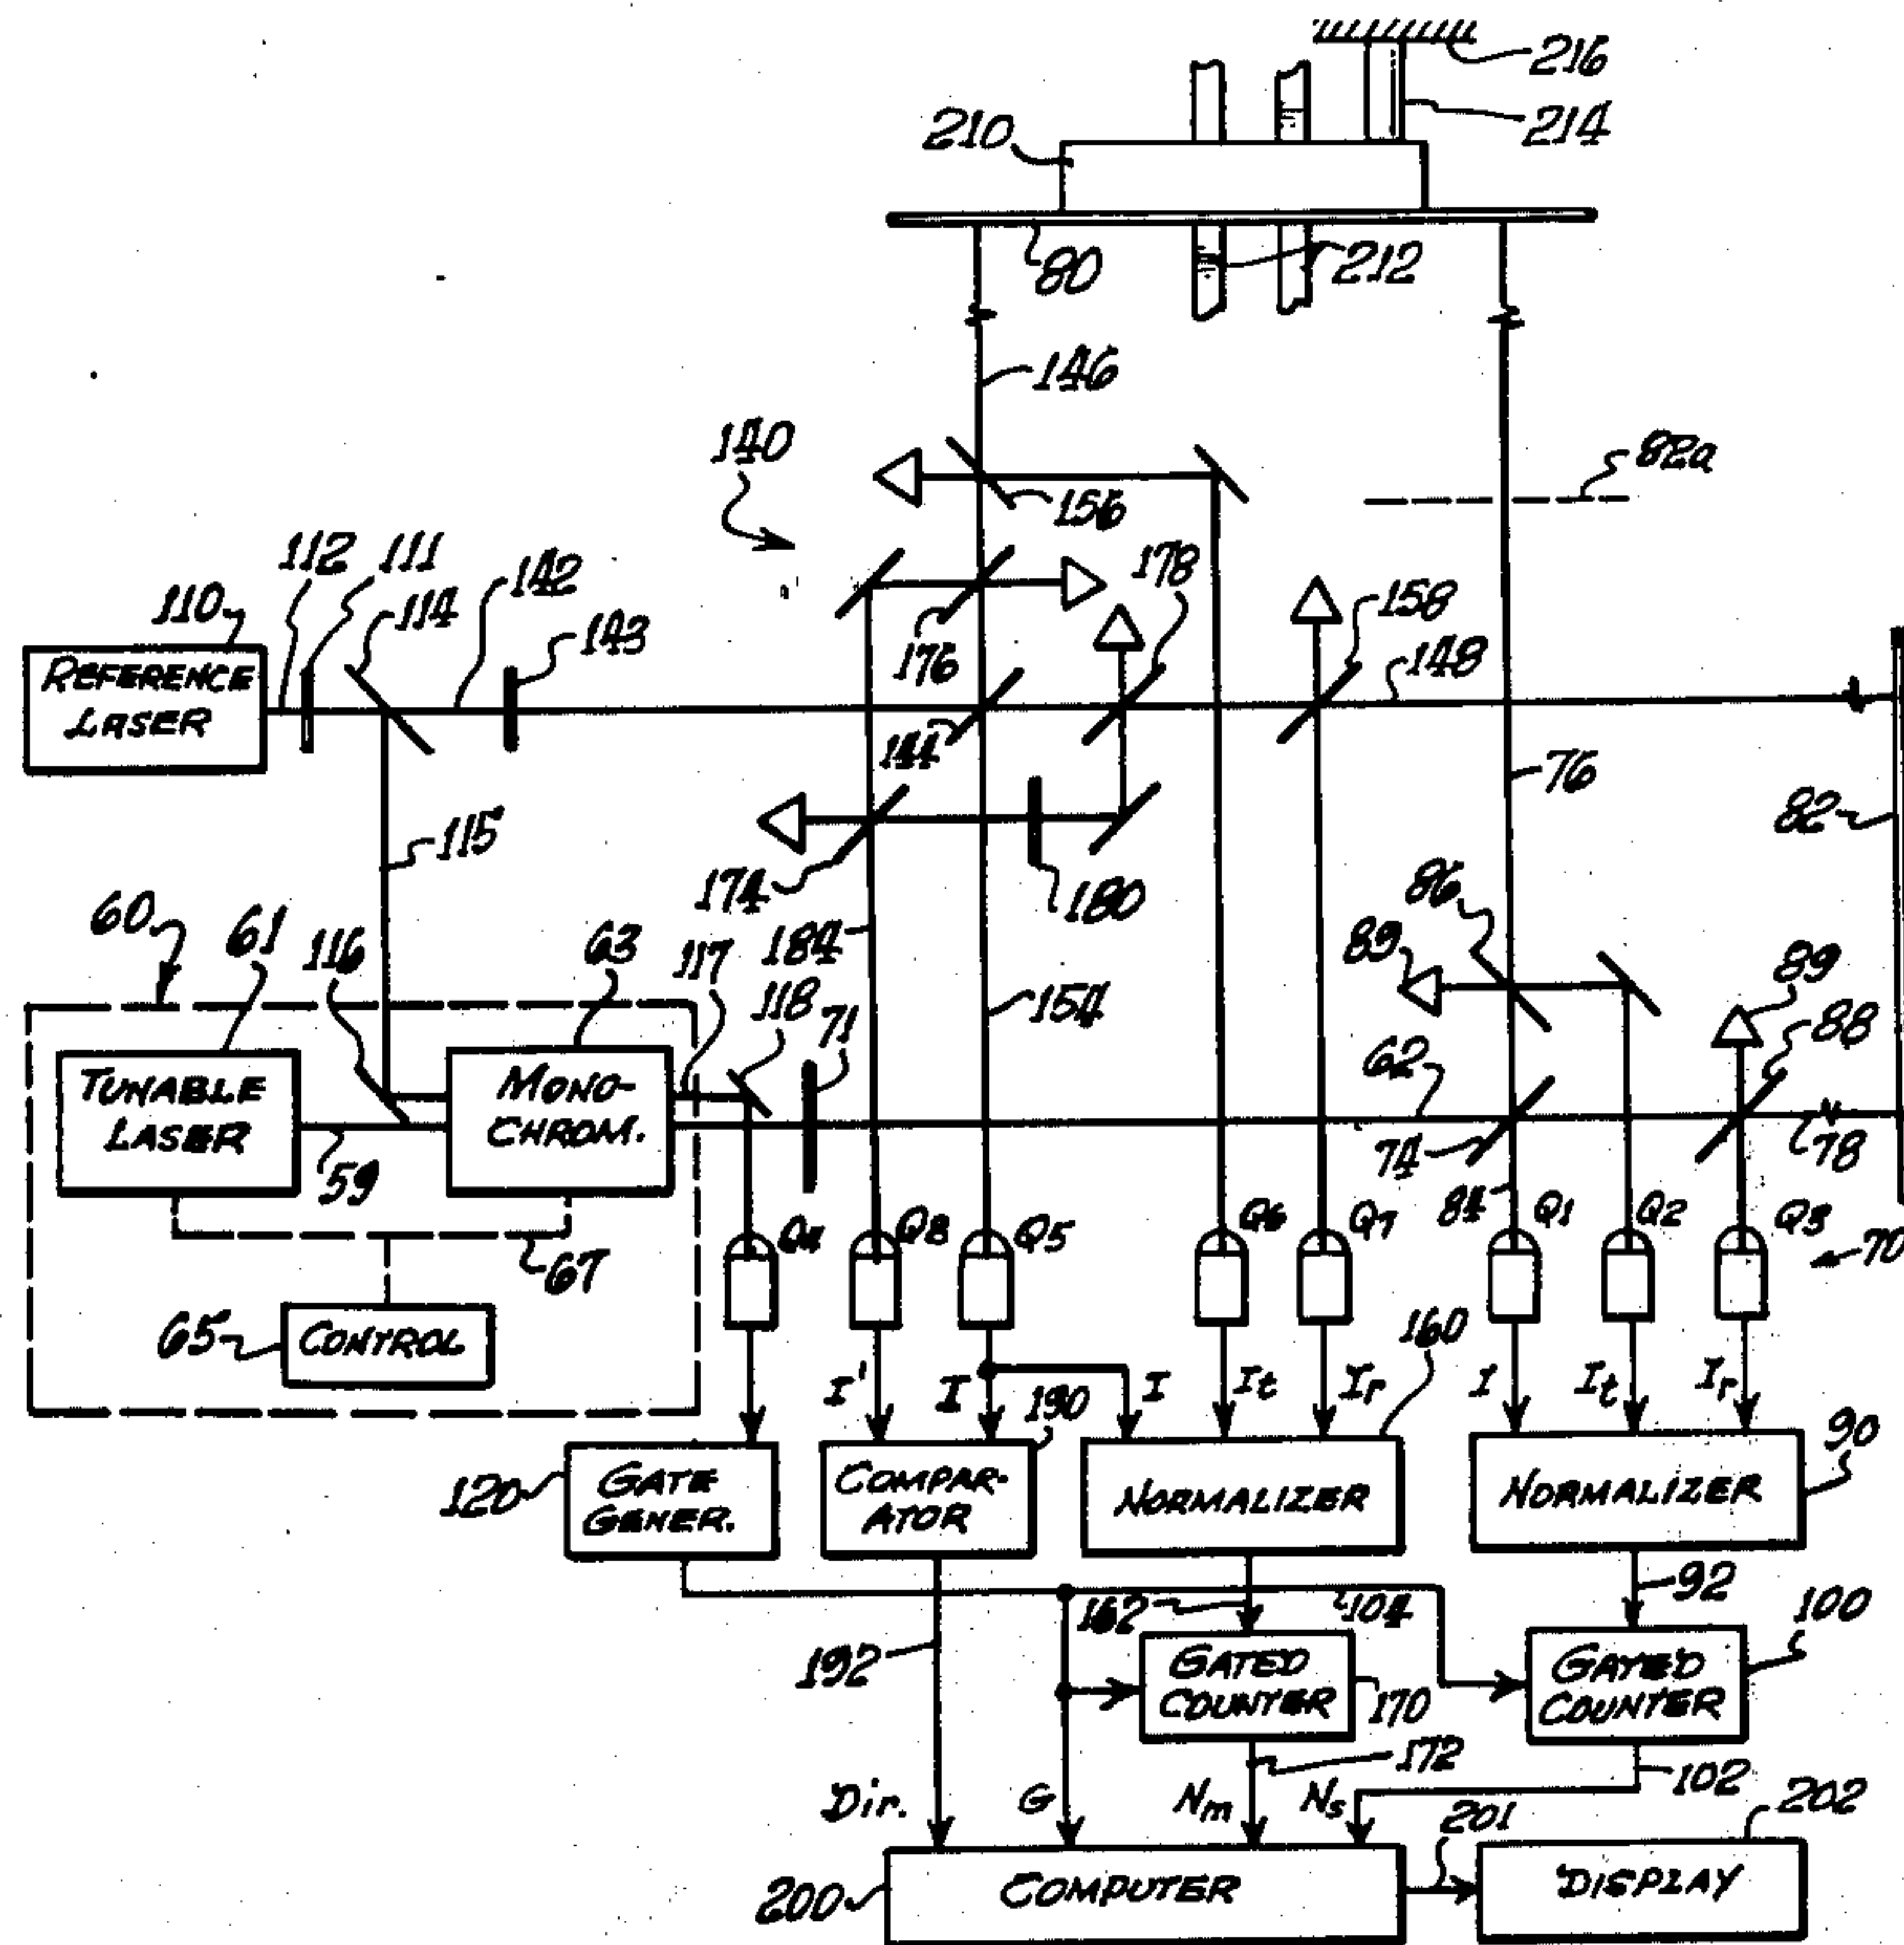 216
210
214
80
212
146
140
82a
156
112
111
142
178
110
114
143
158
REFERENCE
LASER
176
148
144
76
115
82
174
180
86
60
61
116
63
117
184
118
71
154
89
89
88
62
TUNABLE
LASER
MONO-
CHROM.
59
74
78
84
Q4
Q8
Q5
Q6
Q7
Q1
Q2
Q3
70
67
65
CONTROL
160
I'
I
190
I
It
Ir
I
It
Ir
90
120
GATE
GENER.
COMPAR-
ATOR
NORMALIZER
NORMALIZER
92
162
104
100
192
GATED
COUNTER
170
GATED
COUNTER
172
102
Dir.
G
Nm
Ns
201
202
200
COMPUTER
DISPLAY